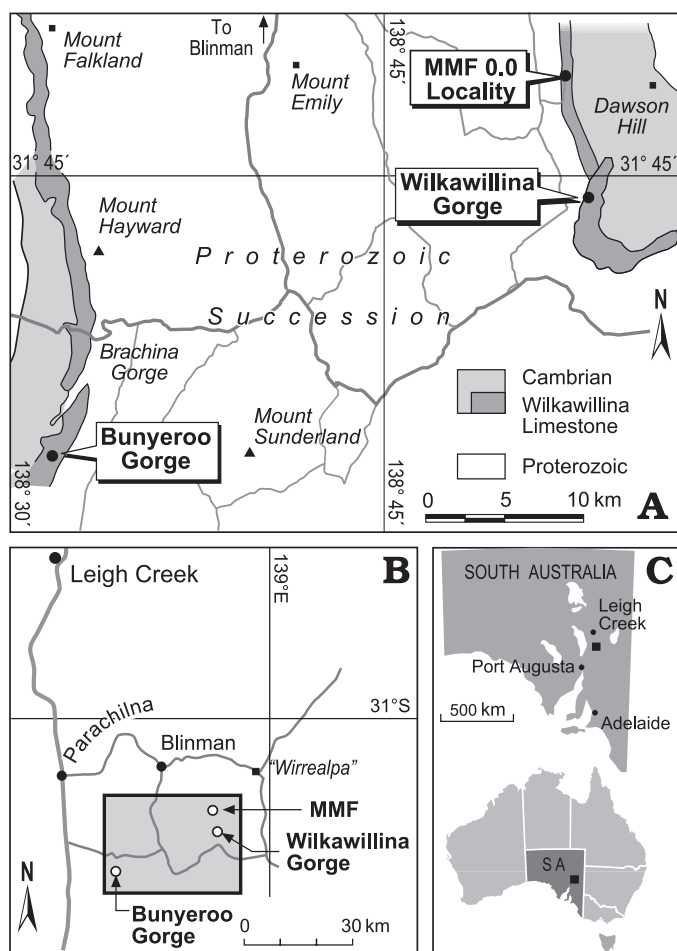 Mount
Falkland
To
Blinman
Mount
Emily
138° 45´
MMF 0.0
Locality
Dawson
Hill
31° 45´
31° 45´
Wilkawillina
Gorge
Mount
Hayward
Proterozoic
Succession
N
Brachina
Gorge
Cambrian
Wilkawillina
Limestone
Mount
Sunderland
Bunyeroo
Gorge
Proterozoic
138° 30´
138° 45´
0 5 10 km
A
B
Leigh Creek
139°E
31°S
Parachilna
Blinman
"Wirrealpa"
MMF
Wilkawillina
Gorge
N
Bunyeroo
Gorge
0 30 km
C
SOUTH AUSTRALIA
Leigh
Creek
Port Augusta
500 km
Adelaide
SA